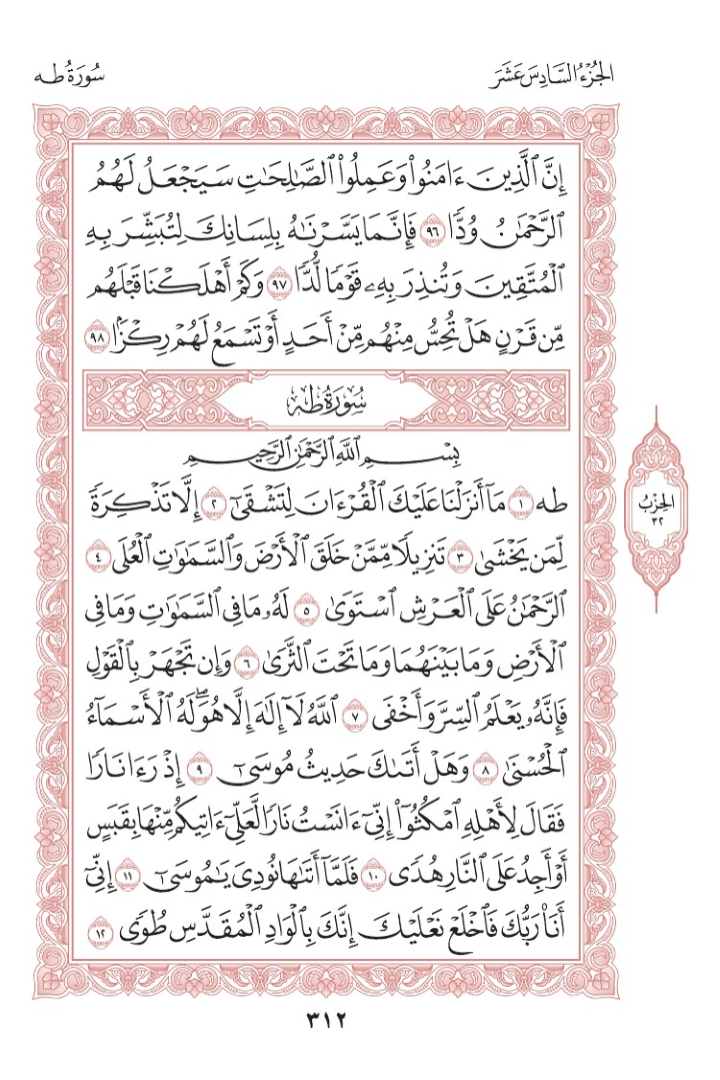 الجُزْءُ السَّادِسَ عَشَرَ
سُورَةُ طه
إِنَّ ٱلَّذِينَ ءَامَنُوا۟ وَعَمِلُوا۟ ٱلصَّٰلِحَٰتِ سَيَجْعَلُ لَهُمُ
ٱلرَّحْمَٰنُ وُدًّا ٩٦ فَإِنَّمَا يَسَّرْنَٰهُ بِلِسَانِكَ لِتُبَشِّرَ بِهِ
ٱلْمُتَّقِينَ وَتُنذِرَ بِهِۦ قَوْمًا لُّدًّا ٩٧ وَكَمْ أَهْلَكْنَا قَبْلَهُم
مِّن قَرْنٍ هَلْ تُحِسُّ مِنْهُم مِّنْ أَحَدٍ أَوْ تَسْمَعُ لَهُمْ رِكْزًۢا ٩٨
سُورَةُ طه
بِسْمِ ٱللَّهِ ٱلرَّحْمَٰنِ ٱلرَّحِيمِ
طه ١ مَآ أَنزَلْنَا عَلَيْكَ ٱلْقُرْءَانَ لِتَشْقَىٰٓ ٢ إِلَّا تَذْكِرَةً
لِّمَن يَخْشَىٰ ٣ تَنزِيلًا مِّمَّنْ خَلَقَ ٱلْأَرْضَ وَٱلسَّمَٰوَٰتِ ٱلْعُلَى ٤
ٱلرَّحْمَٰنُ عَلَى ٱلْعَرْشِ ٱسْتَوَىٰ ٥ لَهُۥ مَا فِى ٱلسَّمَٰوَٰتِ وَمَا فِى
ٱلْأَرْضِ وَمَا بَيْنَهُمَا وَمَا تَحْتَ ٱلثَّرَىٰ ٦ وَإِن تَجْهَرْ بِٱلْقَوْلِ
فَإِنَّهُۥ يَعْلَمُ ٱلسِّرَّ وَأَخْفَى ٧ ٱللَّهُ لَآ إِلَٰهَ إِلَّا هُوَۖ لَهُ ٱلْأَسْمَآءُ
ٱلْحُسْنَىٰ ٨ وَهَلْ أَتَىٰكَ حَدِيثُ مُوسَىٰٓ ٩ إِذْ رَءَا نَارًا
فَقَالَ لِأَهْلِهِ ٱمْكُثُوٓا۟ إِنِّىٓ ءَانَسْتُ نَارًا لَّعَلِّىٓ ءَاتِيكُم مِّنْهَا بِقَبَسٍ
أَوْ أَجِدُ عَلَى ٱلنَّارِ هُدًى ١٠ فَلَمَّآ أَتَىٰهَا نُودِىَ يَٰمُوسَىٰٓ ١١ إِنِّىٓ
أَنَا۠ رَبُّكَ فَٱخْلَعْ نَعْلَيْكَ إِنَّكَ بِٱلْوَادِ ٱلْمُقَدَّسِ طُوًى ١٢
الحِزْبُ
٣٢
٣١٢